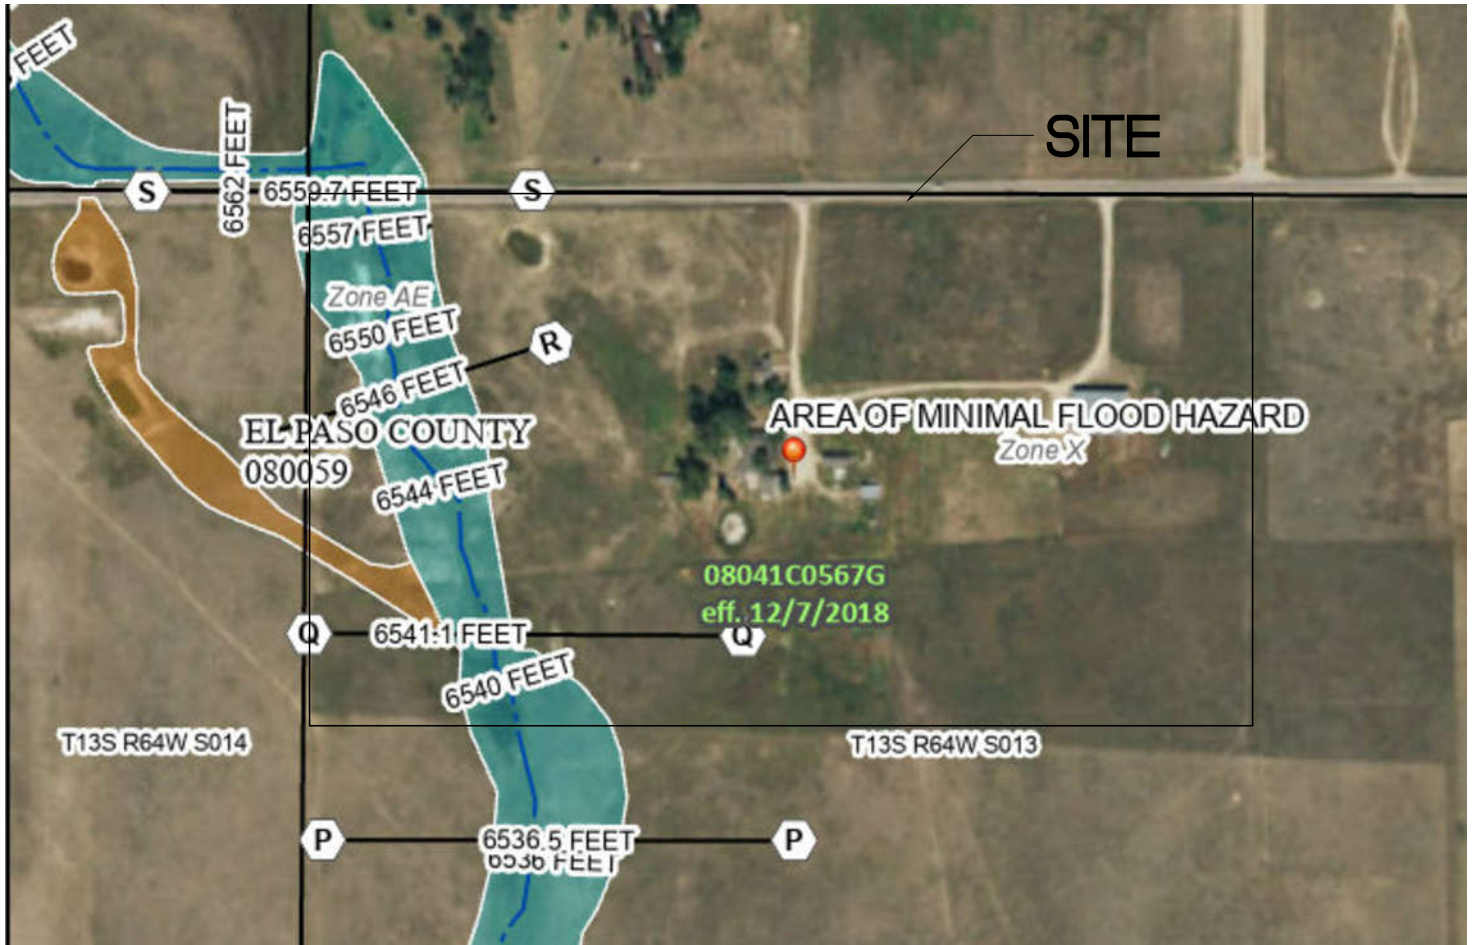 FEET
SITE
6562 FEET
S
6559.7 FEET
S
6557 FEET
Zone AE
6550 FEET
R
6546 FEET
AREA OF MINIMAL FLOOD HAZARD
Zone X
EL PASO COUNTY
080059
6544 FEET
08041C0567G
eff. 12/7/2018
Q
6541.1 FEET
Q
6540 FEET
T13S R64W S014
T13S R64W S013
P
6536.5 FEET
P
6536 FEET